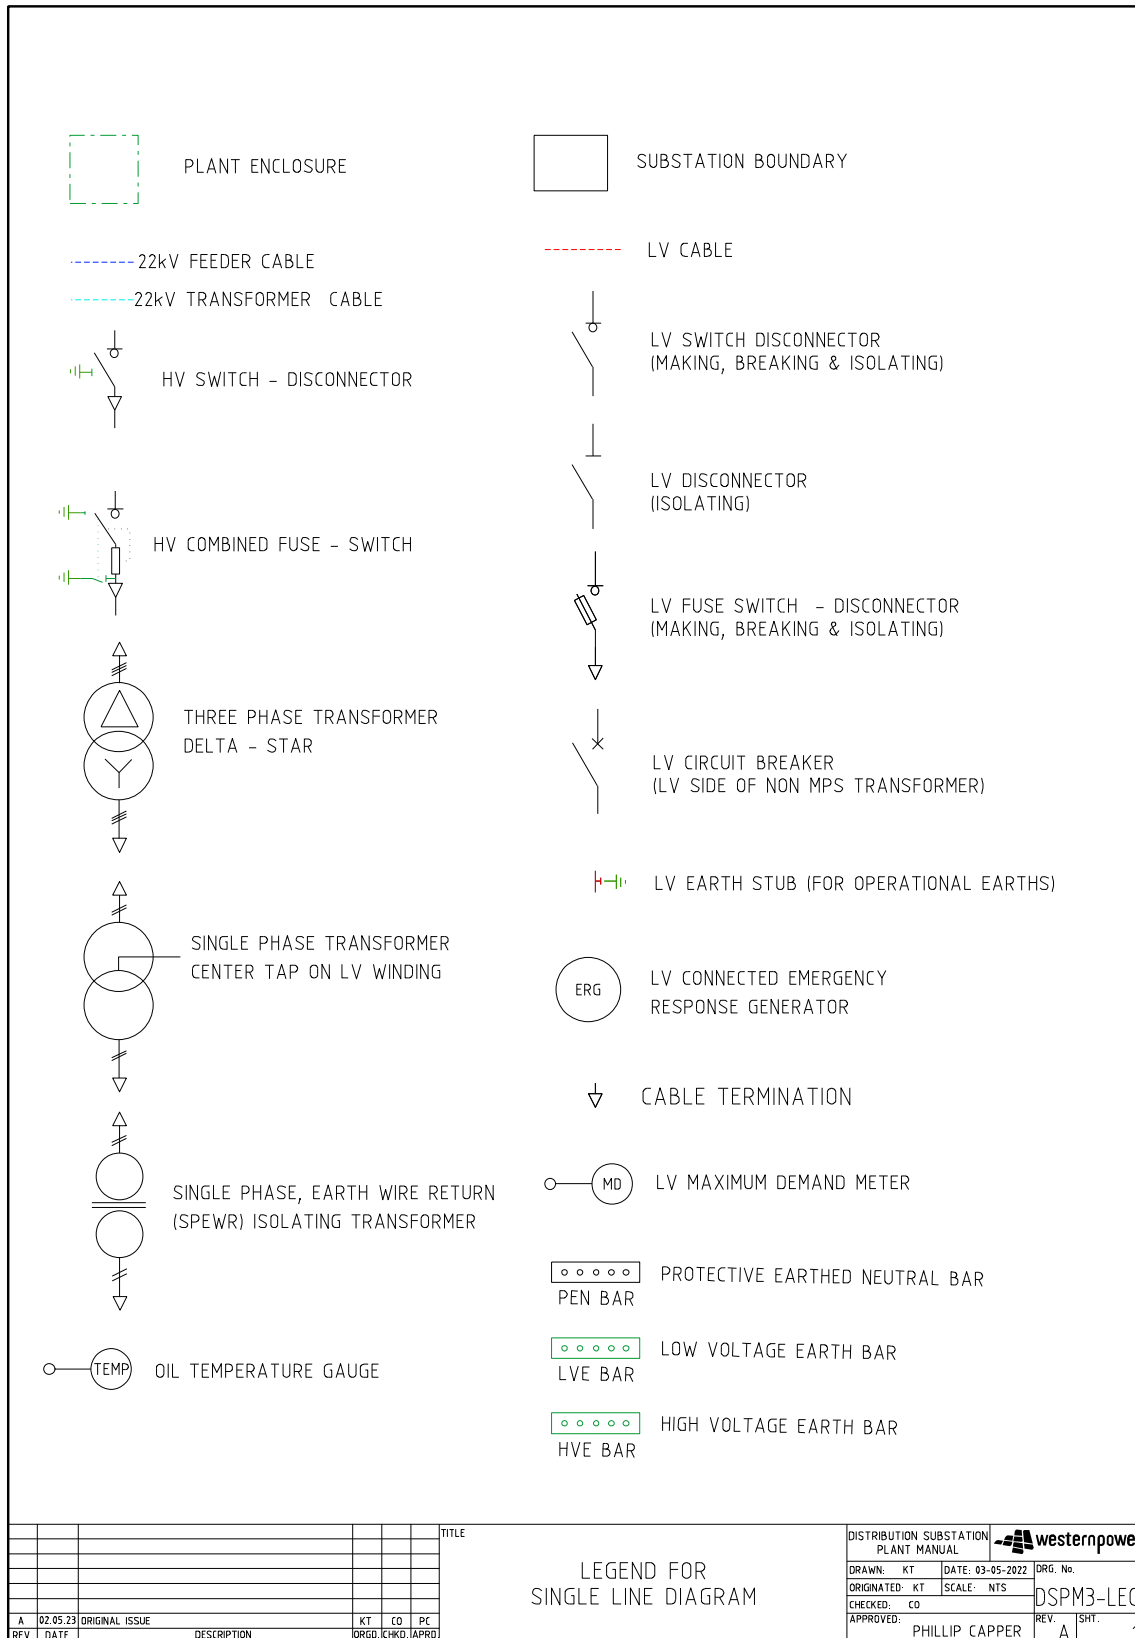 PLANT ENCLOSURE
22kV FEEDER CABLE
22kV TRANSFORMER CABLE
HV SWITCH - DISCONNECTOR
HV COMBINED FUSE - SWITCH
THREE PHASE TRANSFORMER
DELTA - STAR
SINGLE PHASE TRANSFORMER
CENTER TAP ON LV WINDING
SINGLE PHASE, EARTH WIRE RETURN
(SPEWR) ISOLATING TRANSFORMER
TEMP
OIL TEMPERATURE GAUGE
SUBSTATION BOUNDARY
LV CABLE
LV SWITCH DISCONNECTOR
(MAKING, BREAKING & ISOLATING)
LV DISCONNECTOR
(ISOLATING)
LV FUSE SWITCH - DISCONNECTOR
(MAKING, BREAKING & ISOLATING)
LV CIRCUIT BREAKER
(LV SIDE OF NON MPS TRANSFORMER)
LV EARTH STUB (FOR OPERATIONAL EARTHS)
ERG
LV CONNECTED EMERGENCY
RESPONSE GENERATOR
CABLE TERMINATION
MD
LV MAXIMUM DEMAND METER
PROTECTIVE EARTHED NEUTRAL BAR
PEN BAR
LOW VOLTAGE EARTH BAR
LVE BAR
HIGH VOLTAGE EARTH BAR
HVE BAR
A 02.05.23 ORIGINAL ISSUE KT CO PC
REV DATE DESCRIPTION ORGD. CHKD. APRD.
TITLE
LEGEND FOR
SINGLE LINE DIAGRAM
DISTRIBUTION SUBSTATION
PLANT MANUAL
westernpowe
DRAWN: KT DATE: 03-05-2022 DRG. No.
ORIGINATED: KT SCALE: NTS
CHECKED: CO
APPROVED:
PHILLIP CAPPER
REV. A SHT.